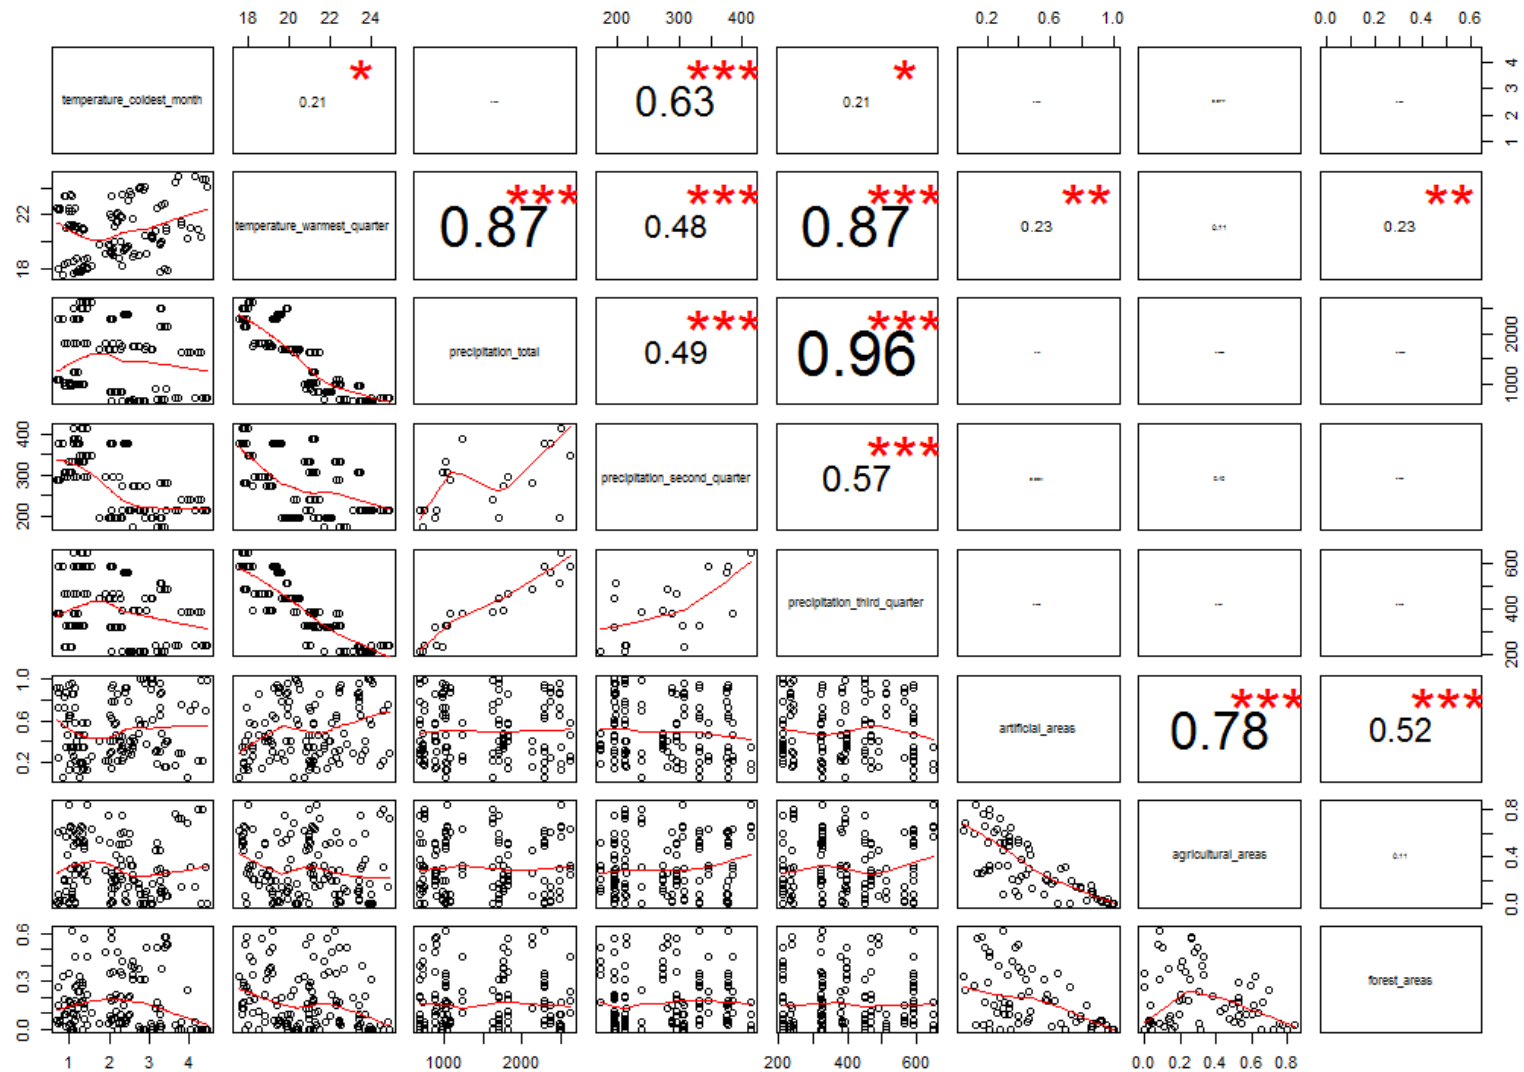 18 20 22 24 200 300 400 0.2 0.6 1.0 0.0 0.2 0.4 0.6
temperature_coldest_month 0.21 * 0.63 *** 0.21 * 1 2 3 4
18 22 temperature_warmest_quarter 0.87 *** 0.48 *** 0.87 *** 0.23 ** 0.11 0.23 **
precipitation_total 0.49 *** 0.96 *** 1000 2000
200 300 400 precipitation_second_quarter 0.57 ***
precipitation_third_quarter 200 400 600
0.2 0.6 1.0 artificial_areas 0.78 *** 0.52 ***
agricultural_areas 0.11 0.0 0.4 0.8
0.0 0.3 0.6 forest_areas
1 2 3 4 1000 2000 200 400 600 0.0 0.2 0.4 0.6 0.8